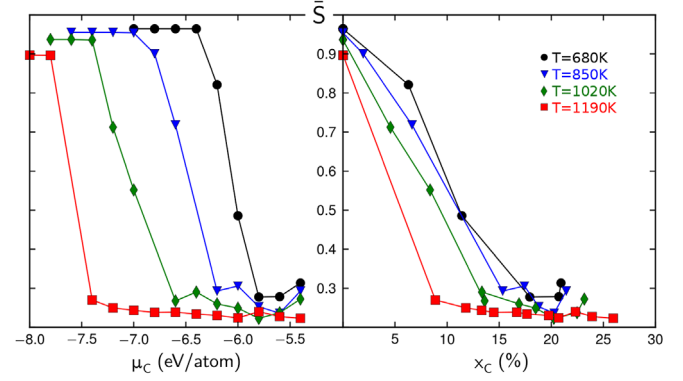 S̄
0.9
0.8
0.7
0.6
0.5
0.4
0.3
T=680K
T=850K
T=1020K
T=1190K
−8.0 −7.5 −7.0 −6.5 −6.0 −5.5
5 10 15 20 25 30
μ_C (eV/atom)
x_C (%)